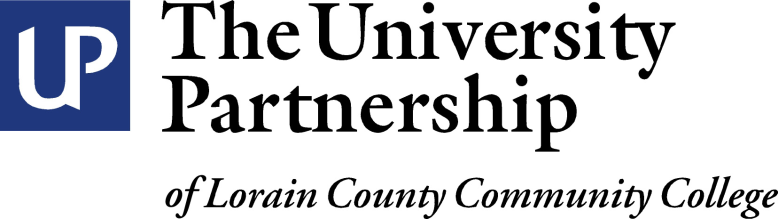 UP
The University
Partnership
of Lorain County Community College